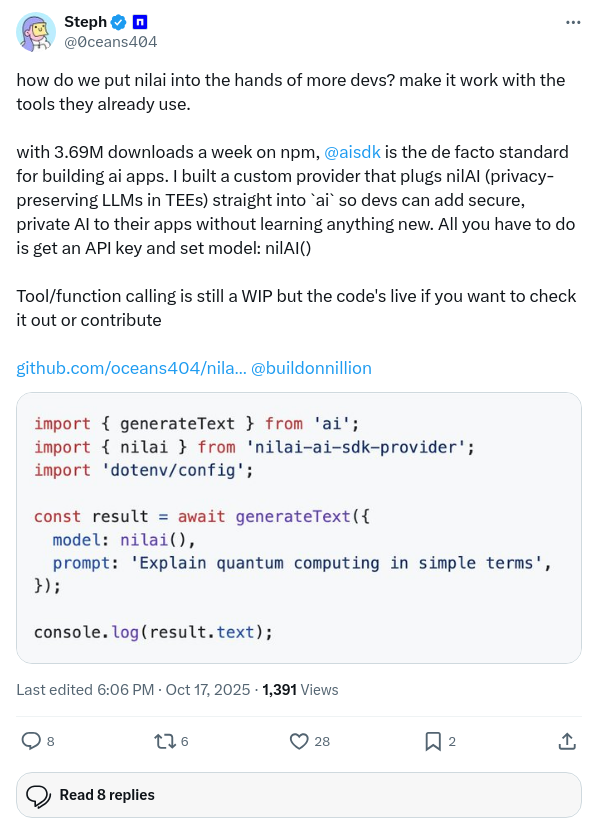 Steph
@0ceans404
how do we put nilai into the hands of more devs? make it work with the
tools they already use.
with 3.69M downloads a week on npm, @aisdk is the de facto standard
for building ai apps. I built a custom provider that plugs nilAI (privacy-
preserving LLMs in TEEs) straight into `ai` so devs can add secure,
private AI to their apps without learning anything new. All you have to do
is get an API key and set model: nilAI()
Tool/function calling is still a WIP but the code's live if you want to check
it out or contribute
github.com/oceans404/nila... @buildonnillion
import { generateText } from 'ai';
import { nilai } from 'nilai-ai-sdk-provider';
import 'dotenv/config';
const result = await generateText({
  model: nilai(),
  prompt: 'Explain quantum computing in simple terms',
});
console.log(result.text);
Last edited 6:06 PM · Oct 17, 2025 · 1,391 Views
8 6 28 2
Read 8 replies